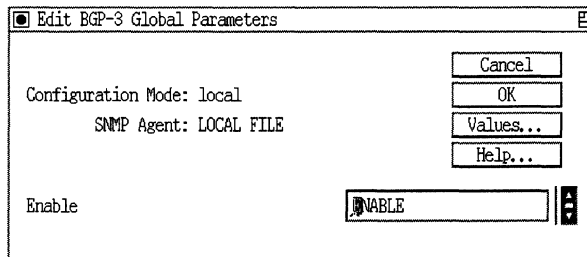 Edit BGP-3 Global Parameters
Cancel
Configuration Mode: local
OK
SNMP Agent: LOCAL FILE
Values...
Help...
Enable
ENABLE